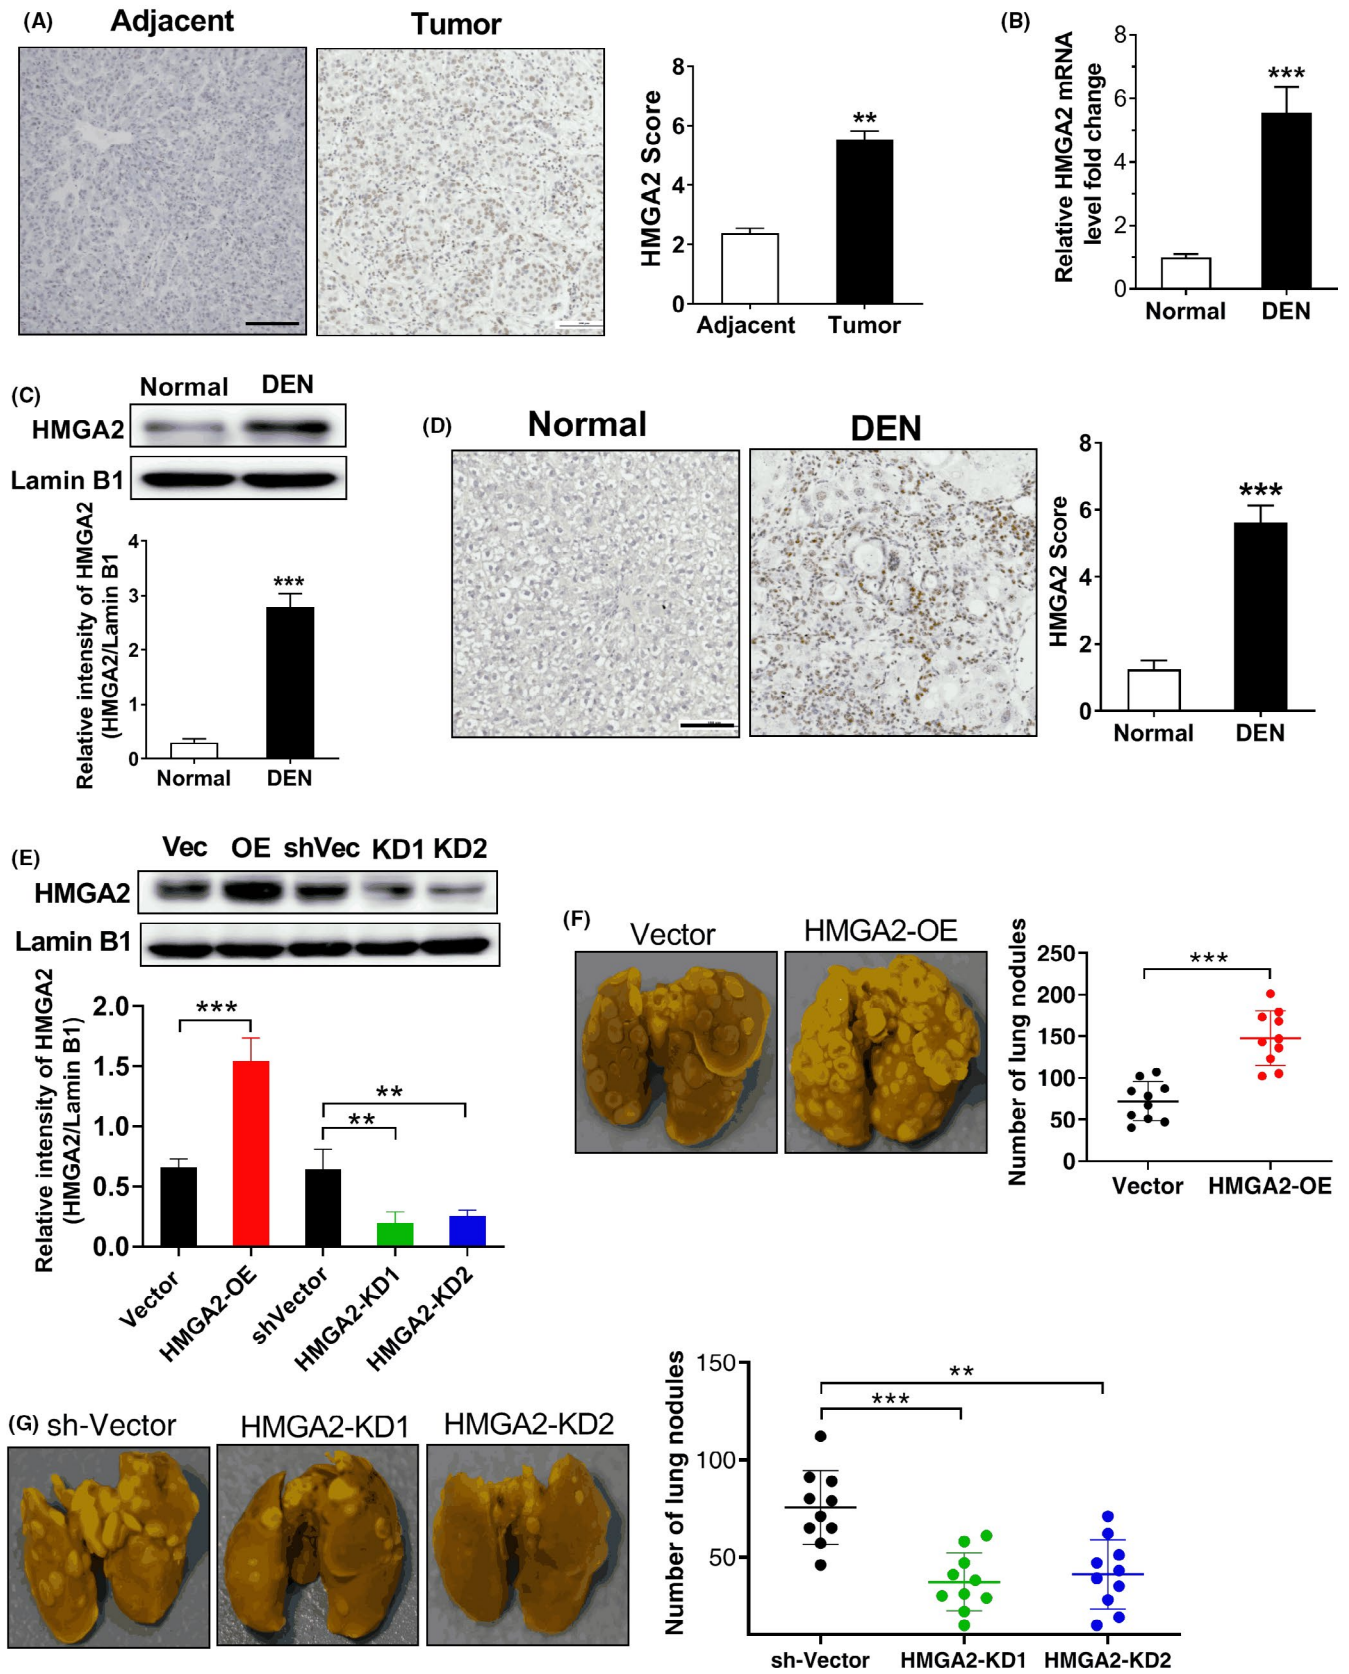 (A) Adjacent Tumor
HMGA2 Score
8
6
4
2
0
**
Adjacent Tumor
(B)
Relative HMGA2 mRNA
level fold change
8
6
4
2
0
***
Normal DEN
(C) Normal DEN
HMGA2
Lamin B1
Relative intensity of HMGA2
(HMGA2/Lamin B1
4
3
2
1
0
***
Normal DEN
(D) Normal DEN
HMGA2 Score
8
6
4
2
0
***
Normal DEN
(E) Vec OE shVec KD1 KD2
HMGA2
Lamin B1
Relative intensity of HMGA2
(HMGA2/Lamin B1)
2.0
1.5
1.0
0.5
0.0
***
**
**
Vector
HMGA2-OE
shVector
HMGA2-KD1
HMGA2-KD2
(F) Vector HMGA2-OE
Number of lung nodules
250
200
150
100
50
0
***
Vector HMGA2-OE
(G) sh-Vector HMGA2-KD1 HMGA2-KD2
Number of lung nodules
150
100
50
**
***
sh-Vector HMGA2-KD1 HMGA2-KD2